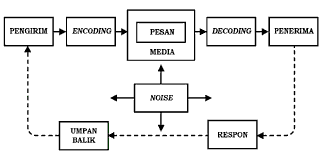 PENGIRIM
ENCODING
PESAN
MEDIA
DECODING
PENERIMA
NOISE
UMPAN
BALIK
RESPON